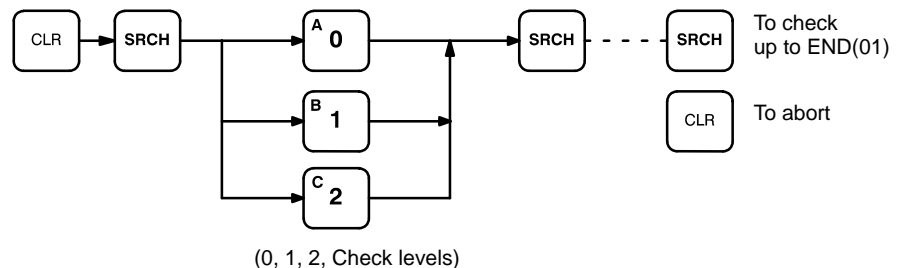 CLR
SRCH
A
0
SRCH
SRCH
To check
up to END(01)
B
1
CLR
To abort
C
2
(0, 1, 2, Check levels)